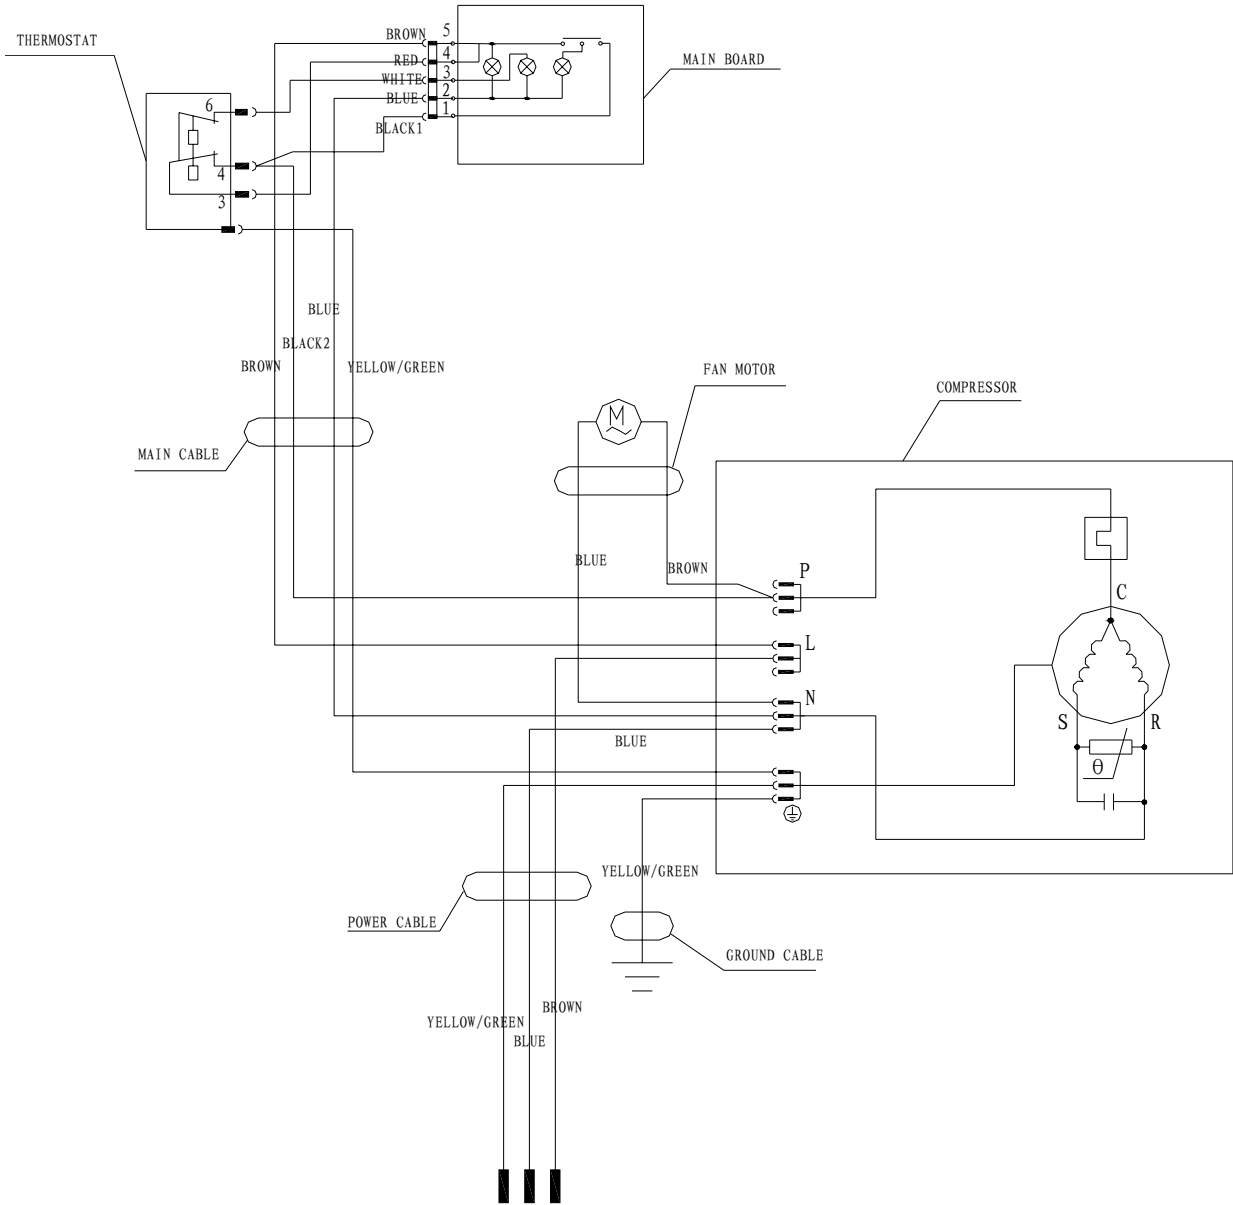 THERMOSTAT
BROWN 5
RED 4
WHITE 3
BLUE 2
1
BLACK1
MAIN BOARD
6
4
3
BLUE
BLACK2
BROWN
YELLOW/GREEN
MAIN CABLE
FAN MOTOR
COMPRESSOR
M
BLUE
BROWN
P
C
L
N
S
R
BLUE
θ
YELLOW/GREEN
POWER CABLE
GROUND CABLE
BROWN
YELLOW/GREEN
BLUE